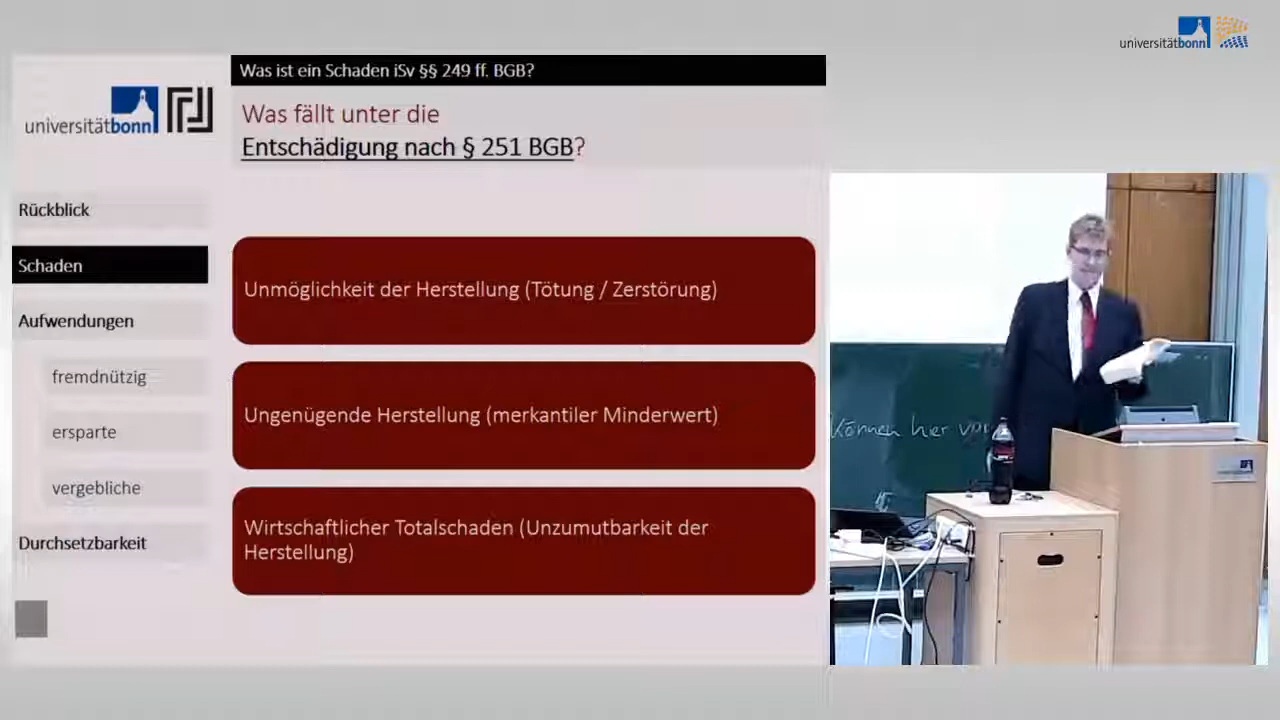 universitätbonn
Was ist ein Schaden iSv §§ 249 ff. BGB?
universitätbonn
Was fällt unter die
Entschädigung nach § 251 BGB?
Rückblick
Schaden
Aufwendungen
fremdnützig
ersparte
vergebliche
Durchsetzbarkeit
Unmöglichkeit der Herstellung (Tötung / Zerstörung)
Ungenügende Herstellung (merkantiler Minderwert)
Wirtschaftlicher Totalschaden (Unzumutbarkeit der
Herstellung)
können hier